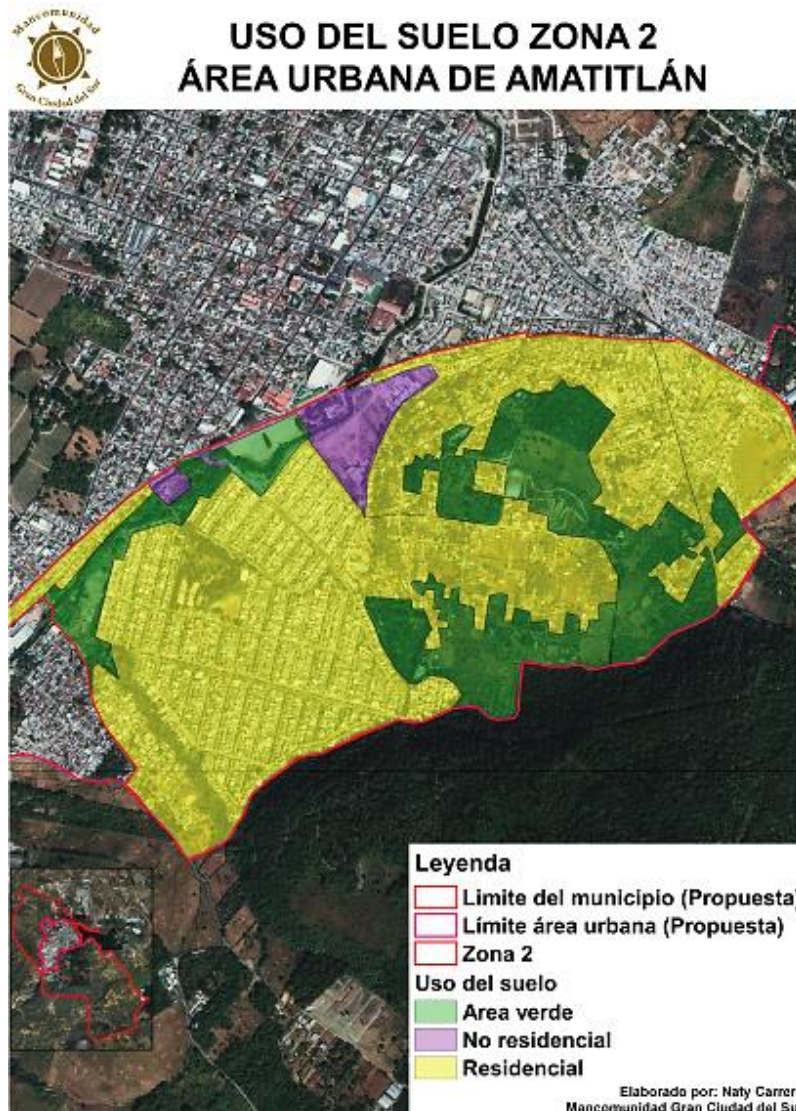 Mancomunidad
Gran Ciudad del Sur
USO DEL SUELO ZONA 2
ÁREA URBANA DE AMATITLÁN
Leyenda
Limite del municipio (Propuesta)
Límite área urbana (Propuesta)
Zona 2
Uso del suelo
Area verde
No residencial
Residencial
Elaborado por: Naty Carrer
Mancomunidad Gran Ciudad del Su